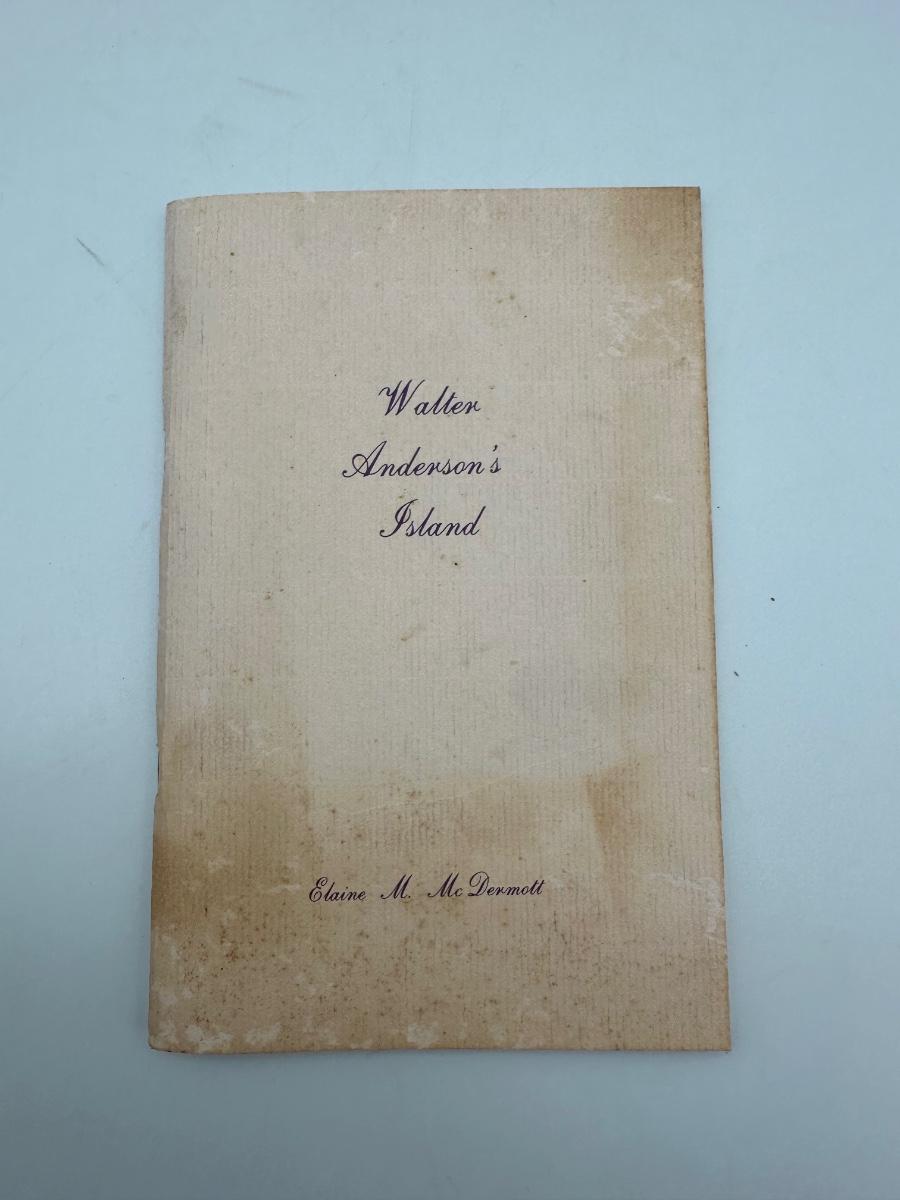 Walter
Anderson's
Island
Elaine M. McDermott